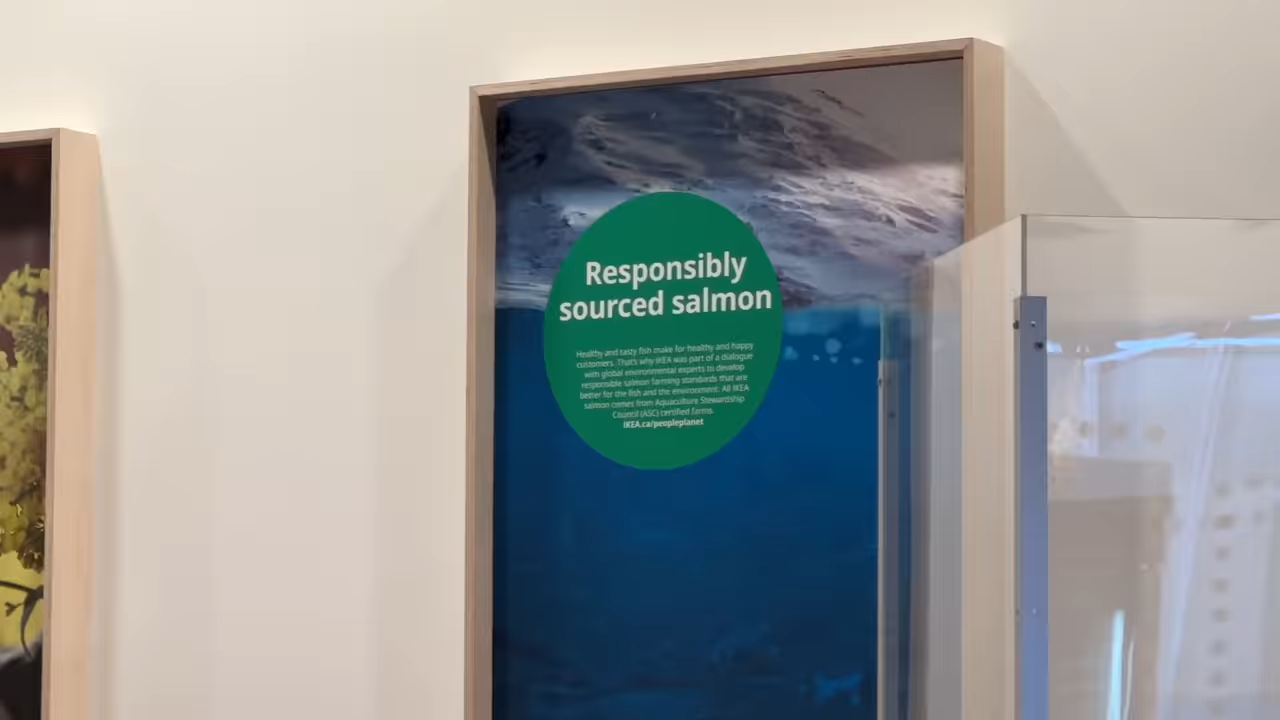 Responsibly
sourced salmon
Healthy and tasty fish make for healthy and happy
customers. That's why IKEA was part of a dialogue
with global environmental experts to develop
responsible salmon farming standards that are
better for the fish and the environment. All IKEA
salmon comes from Aquaculture Stewardship
Council (ASC) certified farms.
IKEA.ca/peopleplanet